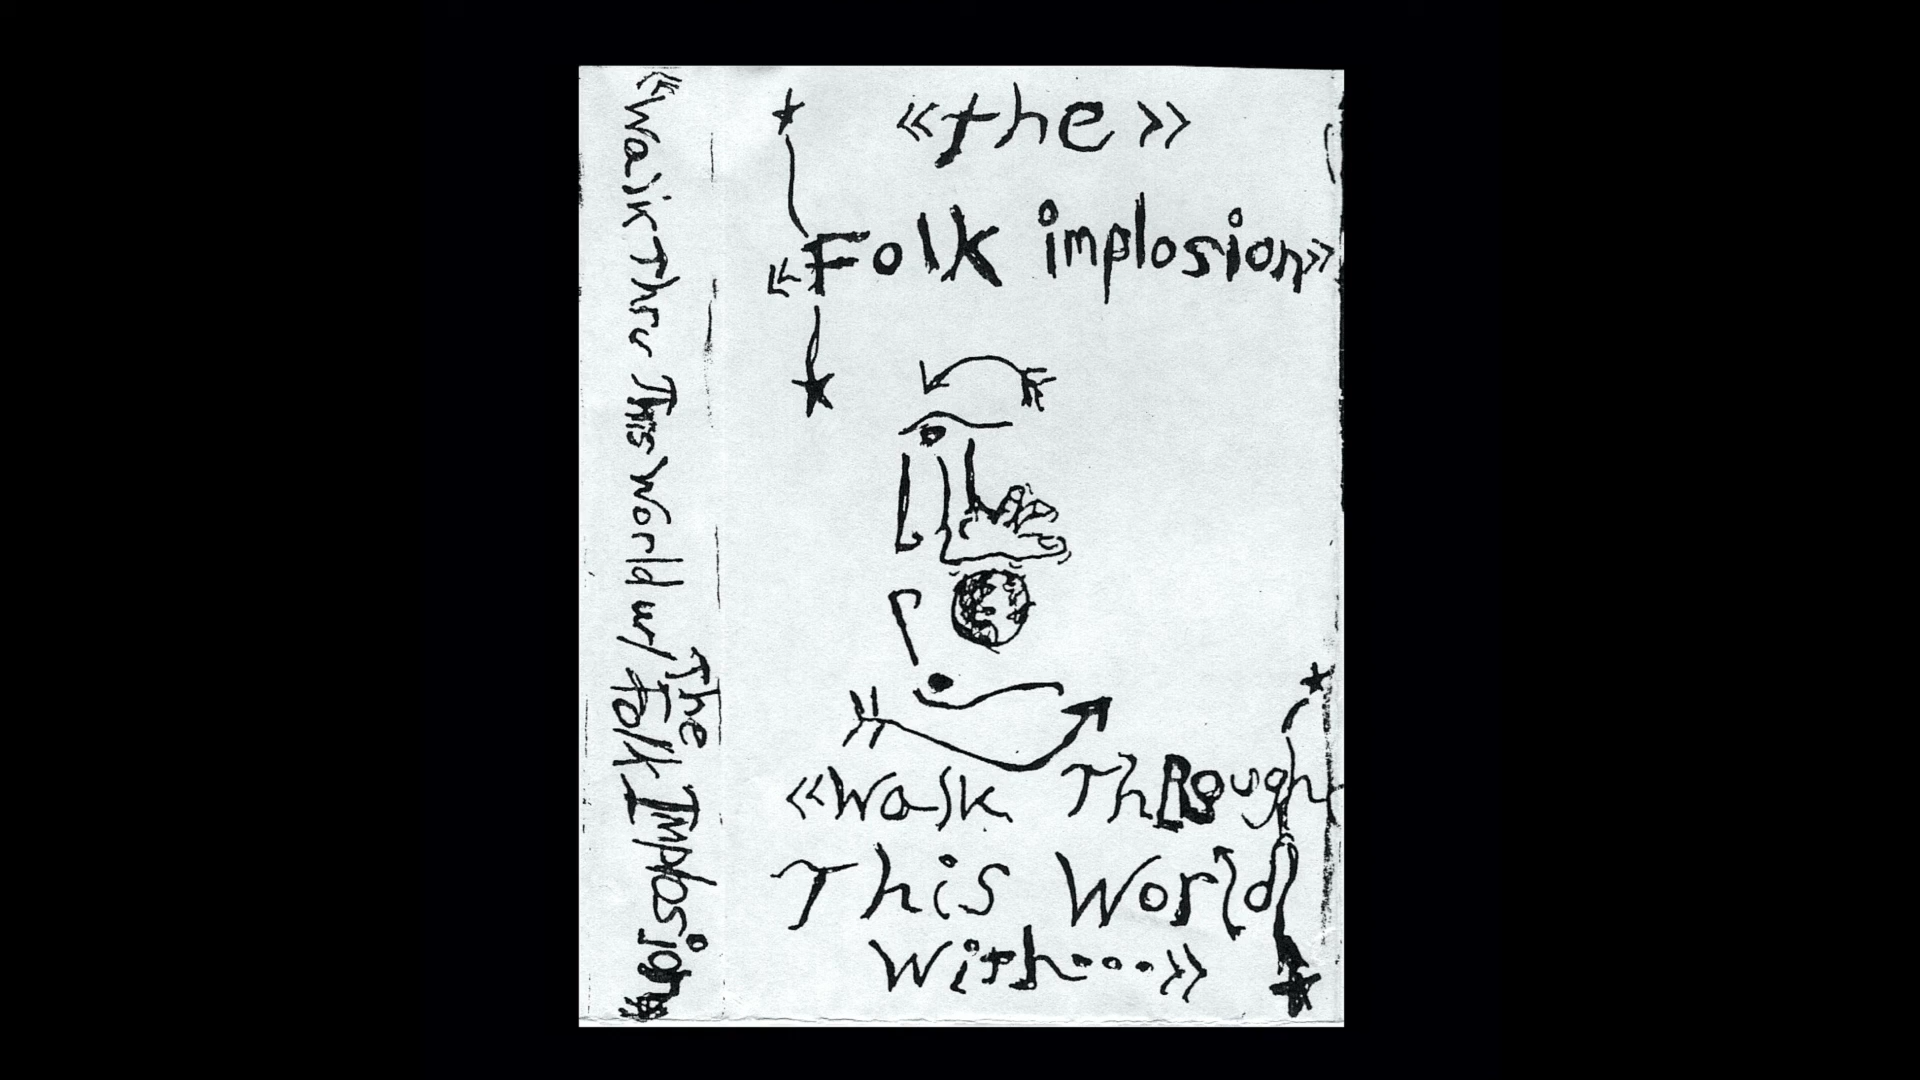 «Walk Thru This World w/ The Folk Implosion»
«the»
«Folk implosion»
«Walk Through
This World
With...»